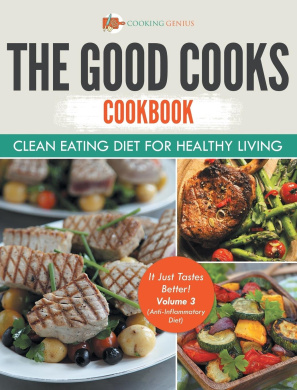 COOKING GENIUS
THE GOOD COOKS
COOKBOOK
CLEAN EATING DIET FOR HEALTHY LIVING
It Just Tastes
Better!
Volume 3
(Anti-Inflammatory
Diet)